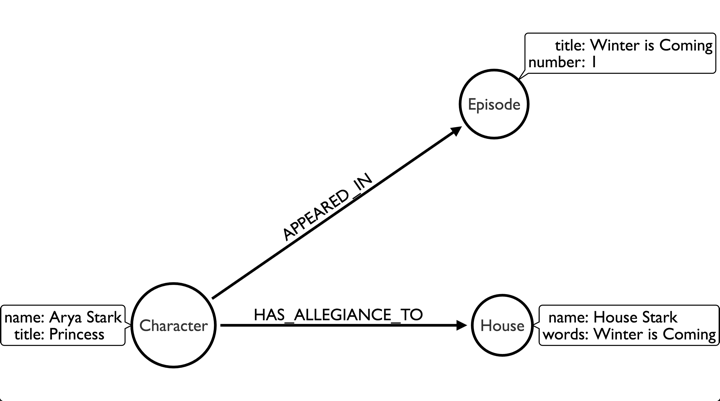 title: Winter is Coming
number: 1
Episode
APPEARED_IN
name: Arya Stark
title: Princess
Character
HAS_ALLEGIANCE_TO
House
name: House Stark
words: Winter is Coming